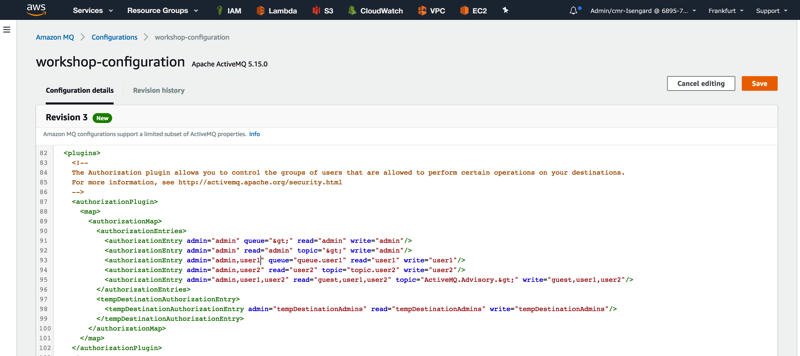 aws Services Resource Groups IAM Lambda S3 CloudWatch VPC EC2 Admin/cmr-Isengard @ 6895-7... Frankfurt Support
Amazon MQ Configurations workshop-configuration
workshop-configuration Apache ActiveMQ 5.15.0
Cancel editing Save
Configuration details Revision history
Revision 3 New
Amazon MQ configurations support a limited subset of ActiveMQ properties. Info
82 <plugins>
83 <!--
84 The Authorization plugin allows you to control the groups of users that are allowed to perform certain operations on your destinations.
85 For more information, see http://activemq.apache.org/security.html
86 -->
87 <authorizationPlugin>
88 <map>
89 <authorizationMap>
90 <authorizationEntries>
91 <authorizationEntry admin="admin" queue="&gt;" read="admin" write="admin"/>
92 <authorizationEntry admin="admin" read="admin" topic="&gt;" write="admin"/>
93 <authorizationEntry admin="admin,user1" queue="queue.user1" read="user1" write="user1"/>
94 <authorizationEntry admin="admin,user2" read="user2" topic="topic.user2" write="user2"/>
95 <authorizationEntry admin="admin,user1,user2" read="guest,user1,user2" topic="ActiveMQ.Advisory.&gt;" write="guest,user1,user2"/>
96 </authorizationEntries>
97 <tempDestinationAuthorizationEntry>
98 <tempDestinationAuthorizationEntry admin="tempDestinationAdmins" read="tempDestinationAdmins" write="tempDestinationAdmins"/>
99 </tempDestinationAuthorizationEntry>
100 </authorizationMap>
101 </map>
102 </authorizationPlugin>